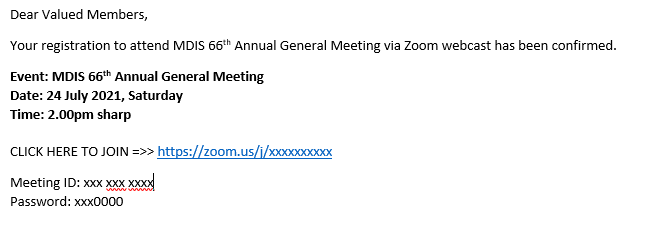 Dear Valued Members,
Your registration to attend MDIS 66th Annual General Meeting via Zoom webcast has been confirmed.
Event: MDIS 66th Annual General Meeting
Date: 24 July 2021, Saturday
Time: 2.00pm sharp
CLICK HERE TO JOIN =>> https://zoom.us/j/xxxxxxxxxx
Meeting ID: xxx xxx xxxx
Password: xxx0000